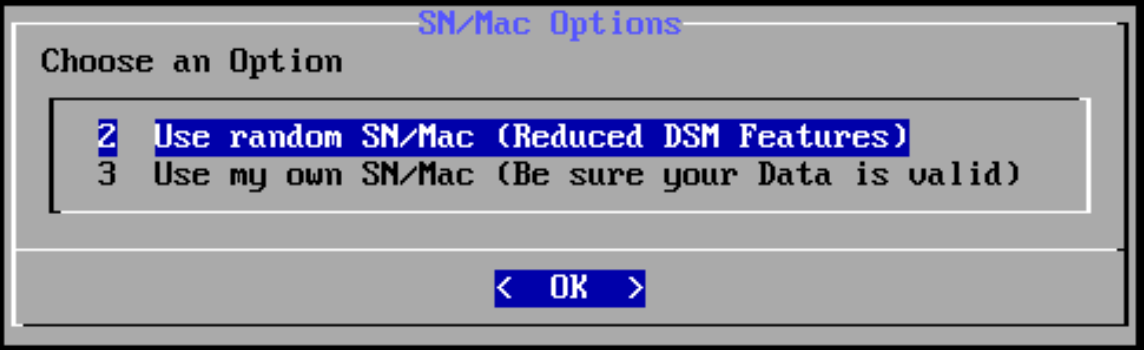 SN/Mac Options
Choose an Option
2 Use random SN/Mac (Reduced DSM Features)
3 Use my own SN/Mac (Be sure your Data is valid)
< OK >